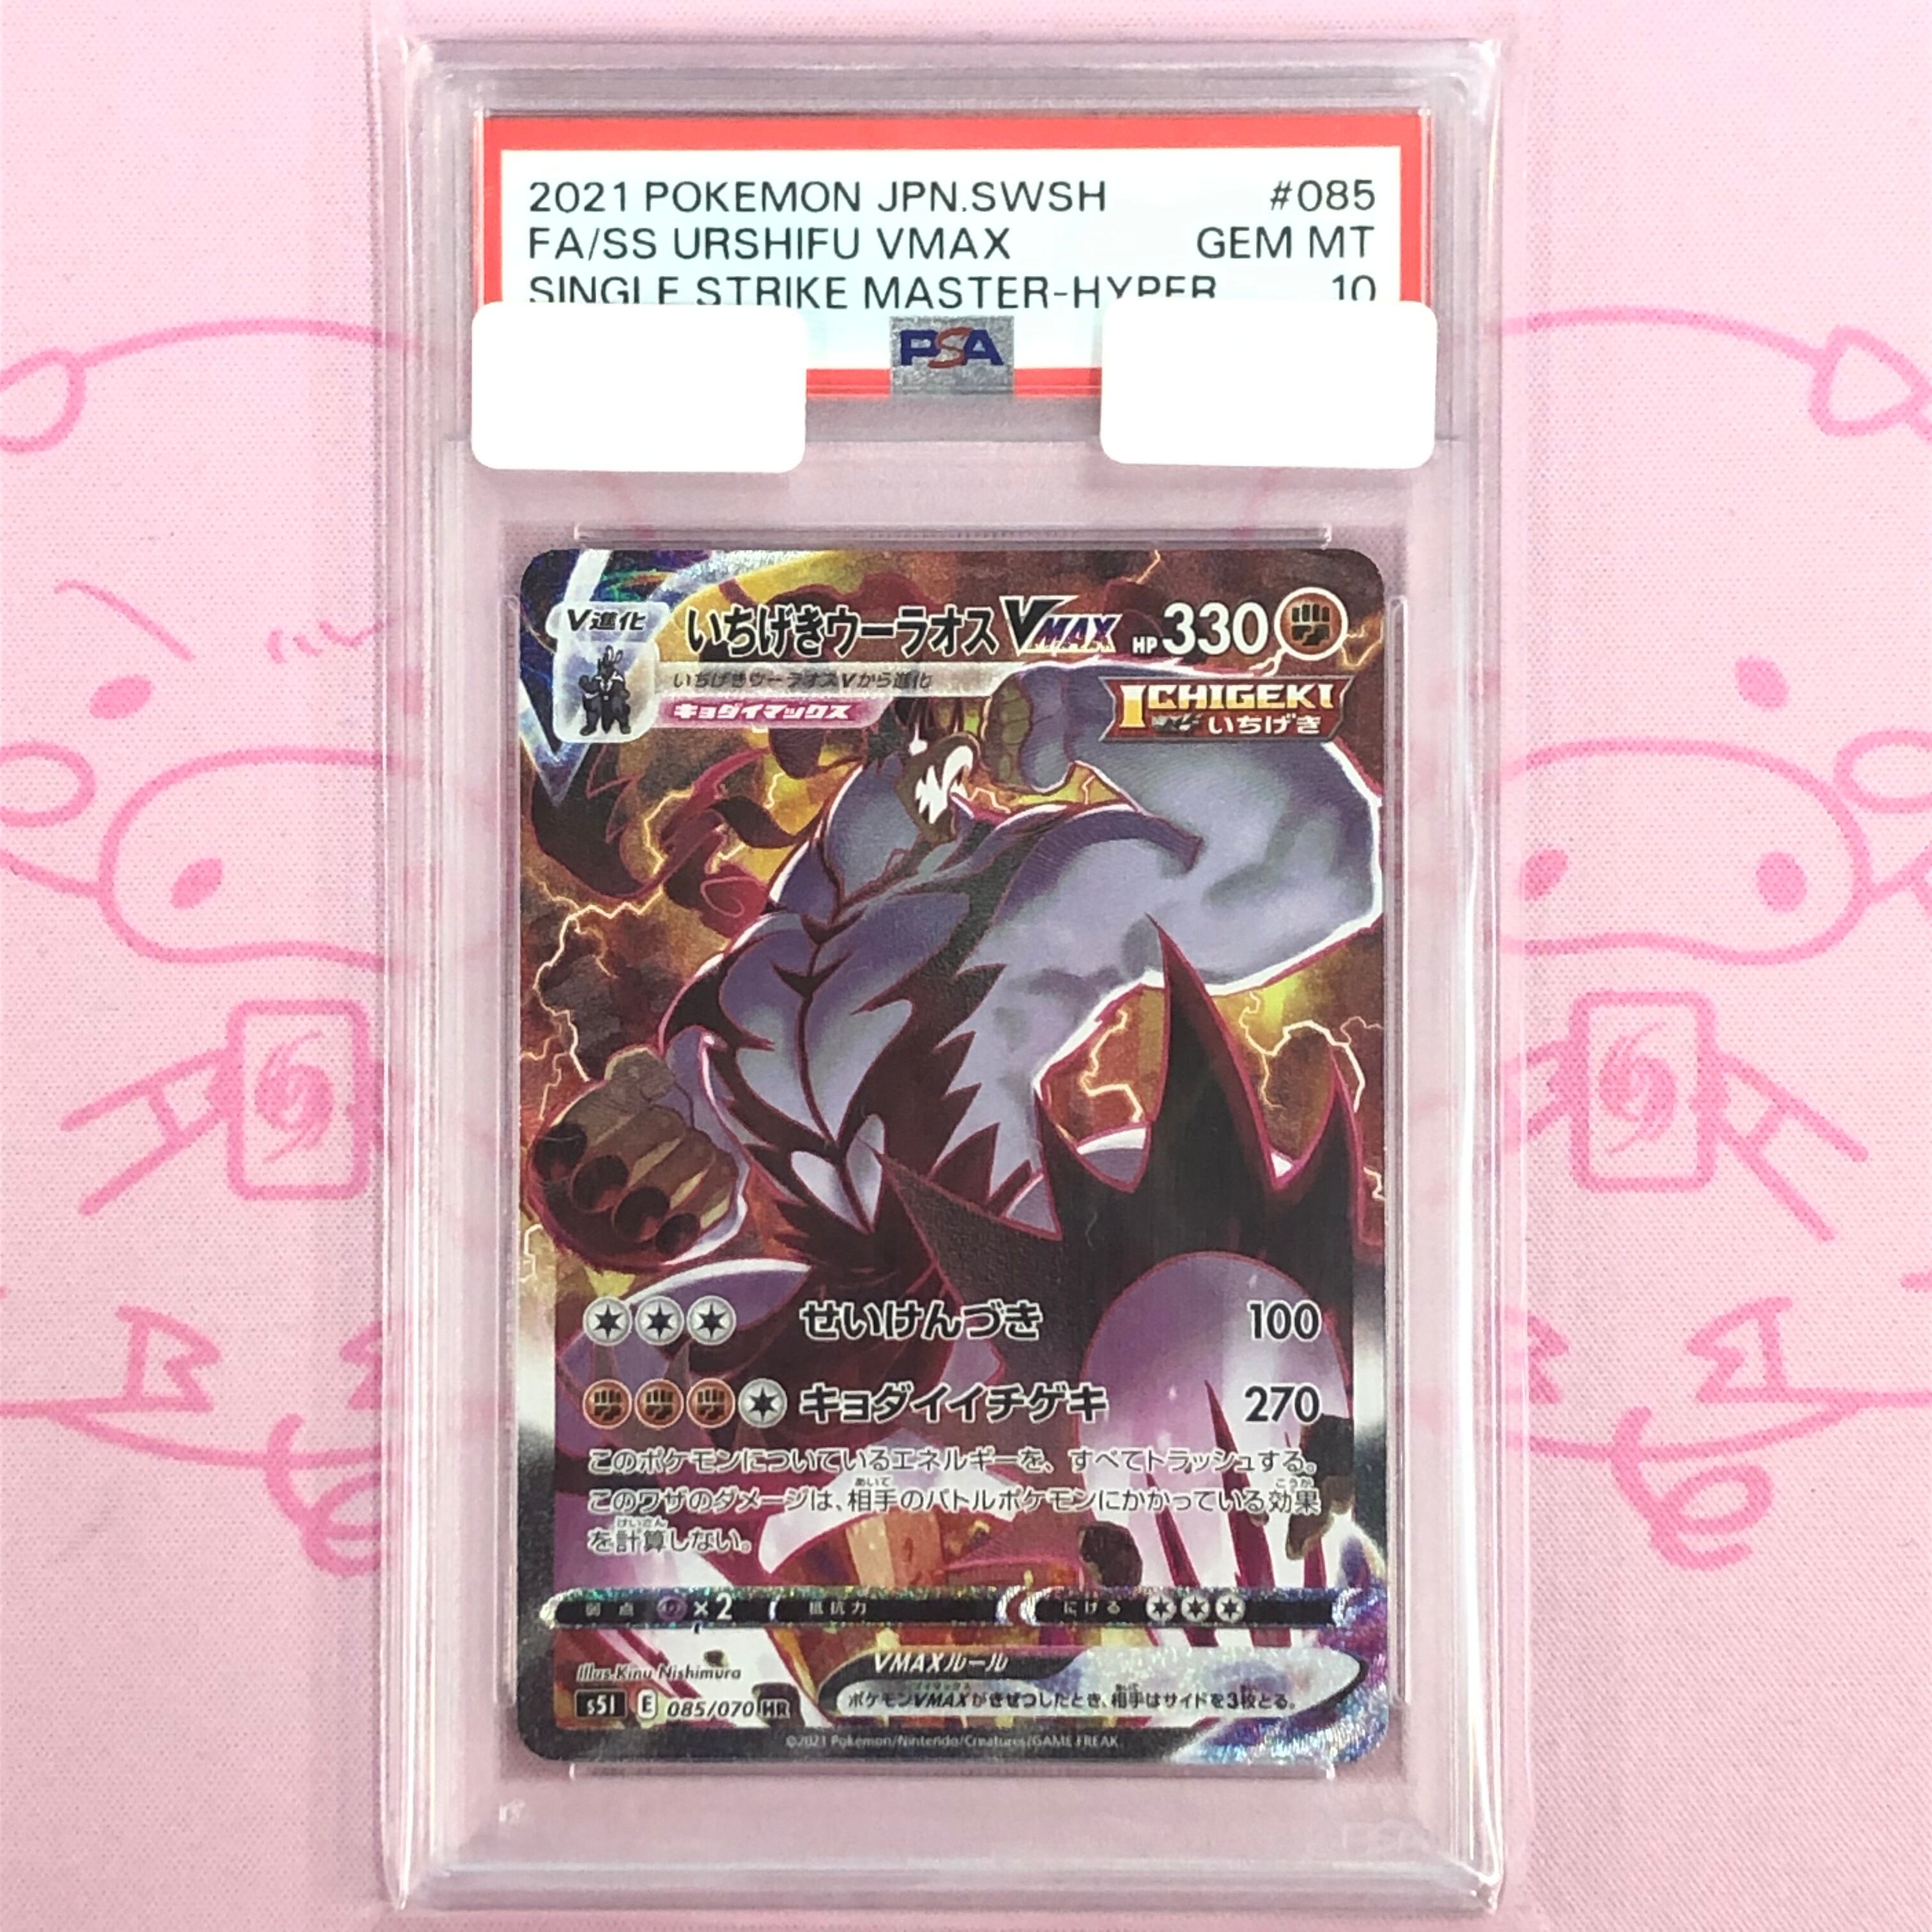 2021 POKEMON JPN.SWSH #085
FA/SS URSHIFU VMAX GEM MT
SINGLE STRIKE MASTER-HYPER 10
PSA
V進化
いちげきウーラオスVMAX HP330
いちげきウーラオスVから進化
キョダイマックス
ICHIGEKI
いちげき
せいけんづき 100
キョダイイチゲキ 270
このポケモンについているエネルギーを、すべてトラッシュする。
このワザのダメージは、相手のバトルポケモンにかかっている効果
を計算しない。
弱点 ×2 抵抗力 にげる
Illus.Kinu Nishimura
VMAXルール
s5I E 085/070 HR
ポケモンVMAXがきぜつしたとき、相手はサイドを3枚とる。
©2021 Pokémon/Nintendo/Creatures/GAME FREAK